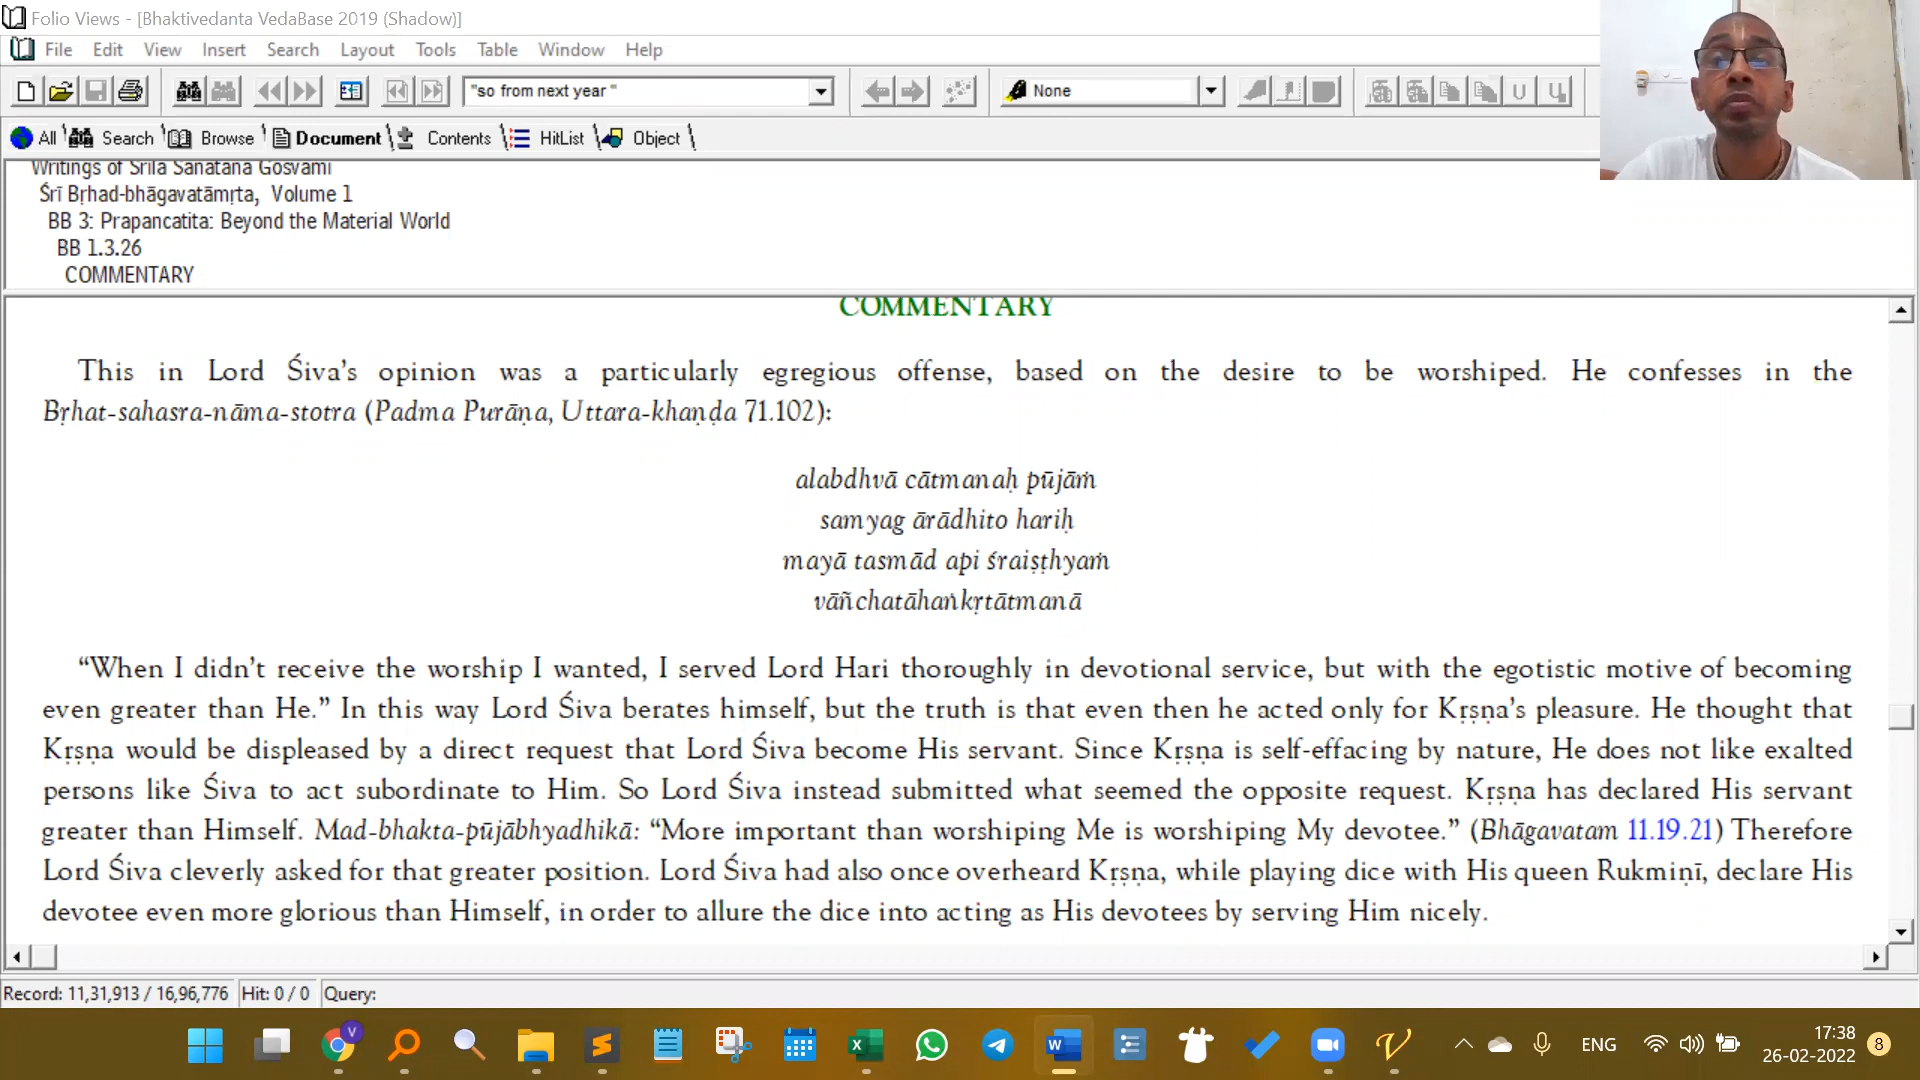 Folio Views - [Bhaktivedanta VedaBase 2019 (Shadow)]
File Edit View Insert Search Layout Tools Table Window Help
"so from next year "
None
All Search Browse Document Contents HitList Object
Writings of Srila Sanatana Gosvami
Śrī Bṛhad-bhāgavatāmṛta, Volume 1
BB 3: Prapancatita: Beyond the Material World
BB 1.3.26
COMMENTARY
COMMENTARY
This in Lord Śiva’s opinion was a particularly egregious offense, based on the desire to be worshiped. He confesses in the
Bṛhat-sahasra-nāma-stotra (Padma Purāṇa, Uttara-khaṇḍa 71.102):
alabdhvā cātmanaḥ pūjāṁ
samyag ārādhito hariḥ
mayā tasmād api śraiṣṭhyaṁ
vāñchatāhaṅkṛtātmanā
“When I didn’t receive the worship I wanted, I served Lord Hari thoroughly in devotional service, but with the egotistic motive of becoming
even greater than He.” In this way Lord Śiva berates himself, but the truth is that even then he acted only for Kṛṣṇa’s pleasure. He thought that
Kṛṣṇa would be displeased by a direct request that Lord Śiva become His servant. Since Kṛṣṇa is self-effacing by nature, He does not like exalted
persons like Śiva to act subordinate to Him. So Lord Śiva instead submitted what seemed the opposite request. Kṛṣṇa has declared His servant
greater than Himself. Mad-bhakta-pūjābhyadhikā: “More important than worshiping Me is worshiping My devotee.” (Bhāgavatam 11.19.21) Therefore
Lord Śiva cleverly asked for that greater position. Lord Śiva had also once overheard Kṛṣṇa, while playing dice with His queen Rukmiṇī, declare His
devotee even more glorious than Himself, in order to allure the dice into acting as His devotees by serving Him nicely.
Record: 11,31,913 / 16,96,776 Hit: 0 / 0 Query:
ENG
17:38
26-02-2022
8